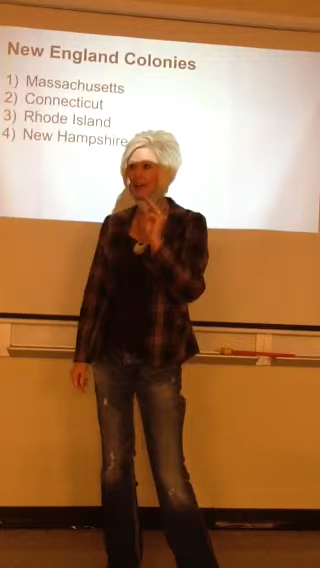 New England Colonies
1) Massachusetts
2) Connecticut
3) Rhode Island
4) New Hampshire